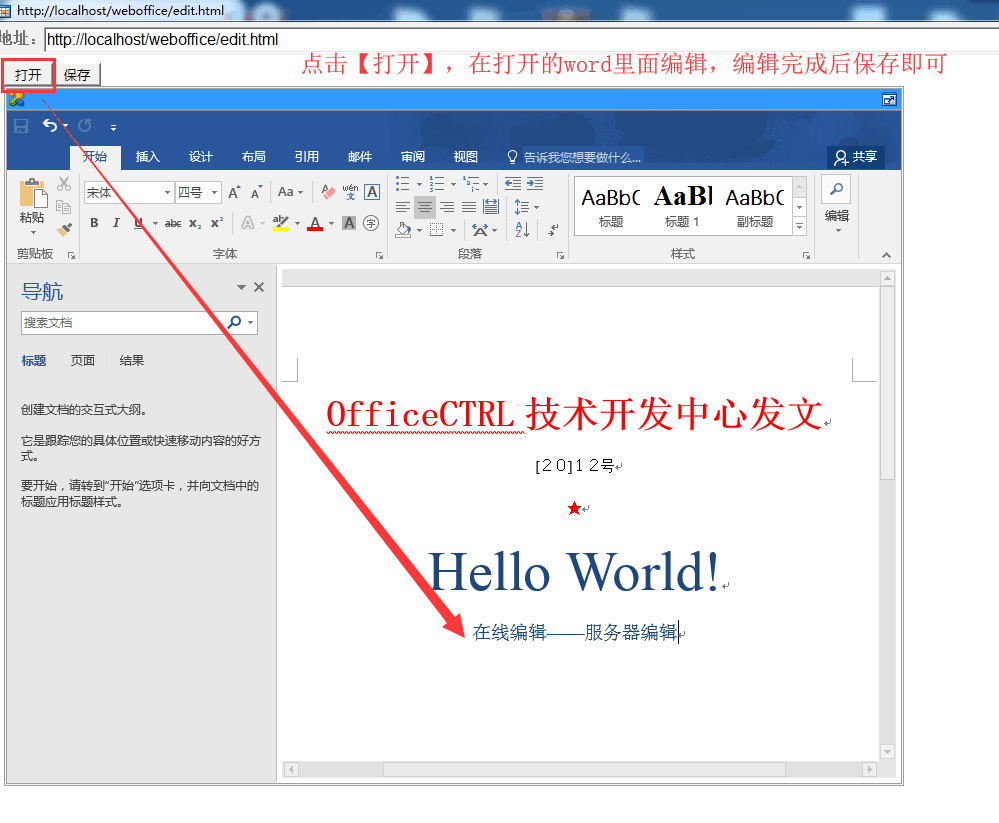 http://localhost/weboffice/edit.html
地址： http://localhost/weboffice/edit.html
打开 保存
点击【打开】，在打开的word里面编辑，编辑完成后保存即可
开始 插入 设计 布局 引用 邮件 审阅 视图 告诉我您想要做什么... 共享
宋体 四号 A A Aa wén 文 A
粘贴
B I U abc X₂ X² A aby A A 字
AaBbC AaBl AaBbC
标题 标题 1 副标题
编辑
剪贴板 字体 段落 样式
导航
搜索文档
标题 页面 结果
创建文档的交互式大纲。
它是跟踪您的具体位置或快速移动内容的好方
式。
要开始，请转到“开始”选项卡，并向文档中的
标题应用标题样式。
OfficeCTRL 技术开发中心发文
[２０]１２号
★
Hello World!
在线编辑——服务器编辑